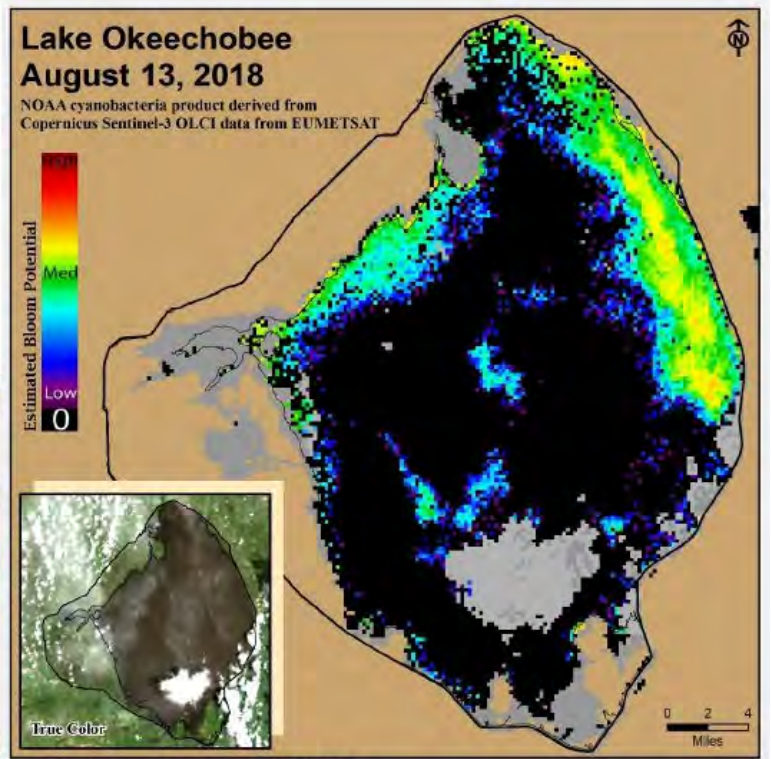 Lake Okeechobee
August 13, 2018
NOAA cyanobacteria product derived from
Copernicus Sentinel-3 OLCI data from EUMETSAT
N
High
Estimated Bloom Potential
Med
Low
0
True Color
0 2 4
Miles